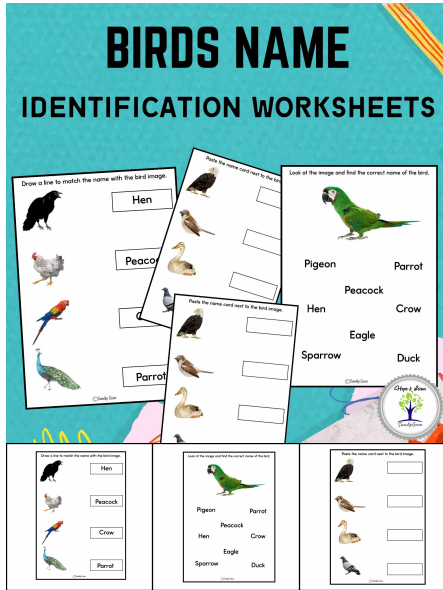 BIRDS NAME
IDENTIFICATION WORKSHEETS
Draw a line to match the name with the bird image.
Hen
Peaco
C
Parrot
©Sandy Soon
Paste the name card next to the bird
Paste the name card next to the bird image.
Look at the image and find the correct name of the bird.
Pigeon
Parrot
Peacock
Hen
Crow
Eagle
Sparrow
Duck
Hope & Soon
Draw a line to match the name with the bird image.
Hen
Peacock
Crow
Parrot
Look at the image and find the correct name of the bird.
Pigeon
Parrot
Peacock
Hen
Crow
Eagle
Sparrow
Duck
Paste the name card next to the bird image.